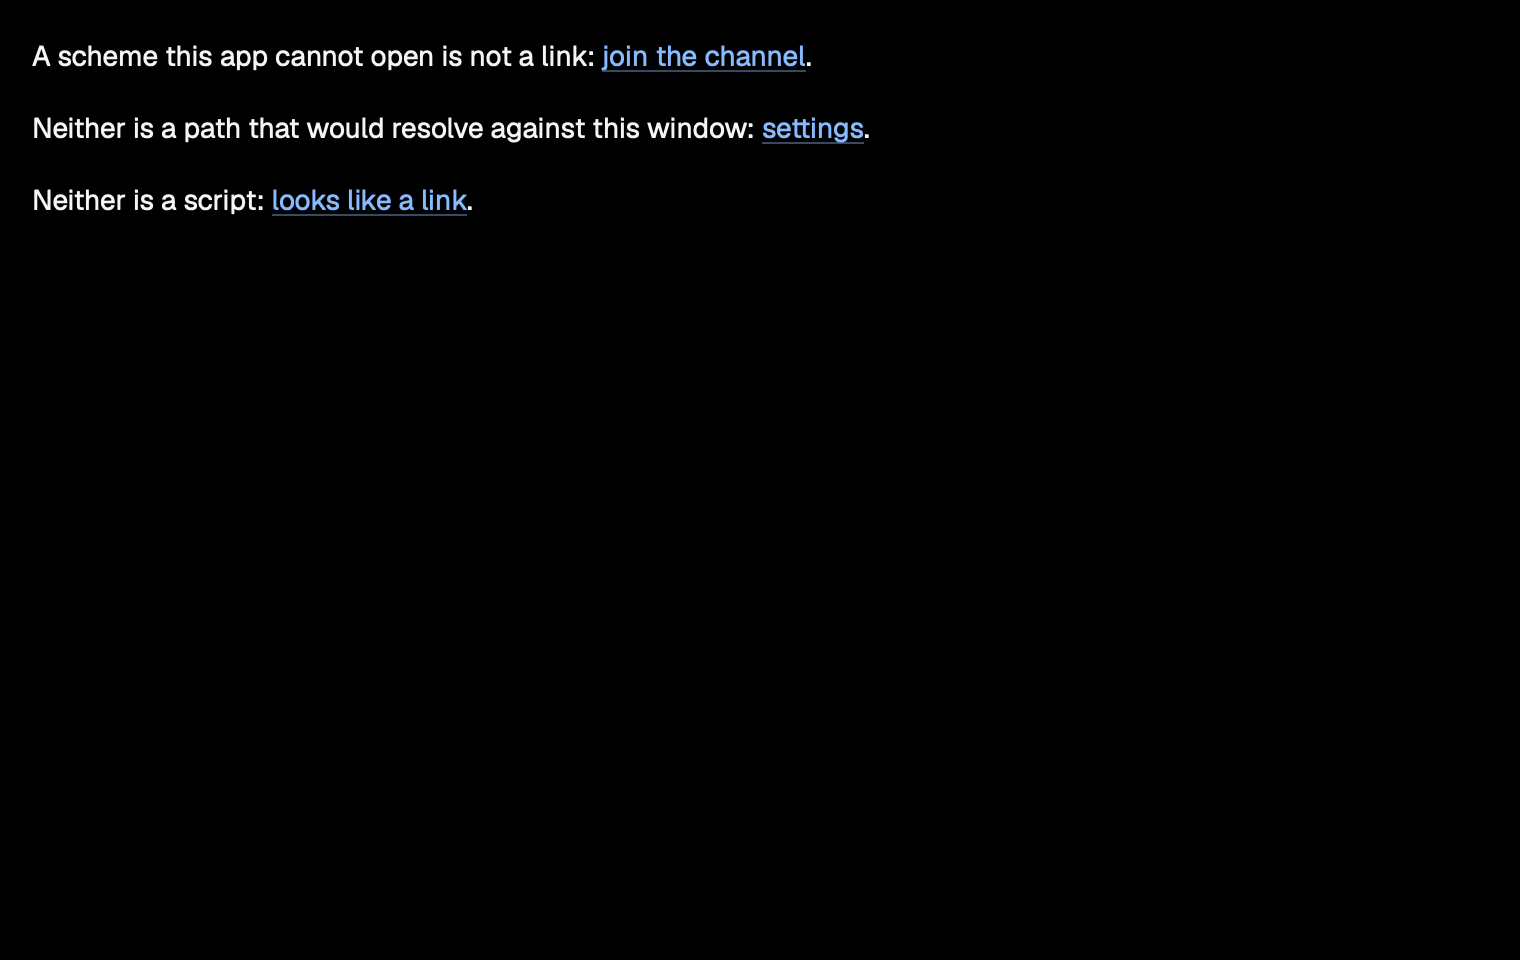 A scheme this app cannot open is not a link: join the channel.
Neither is a path that would resolve against this window: settings.
Neither is a script: looks like a link.